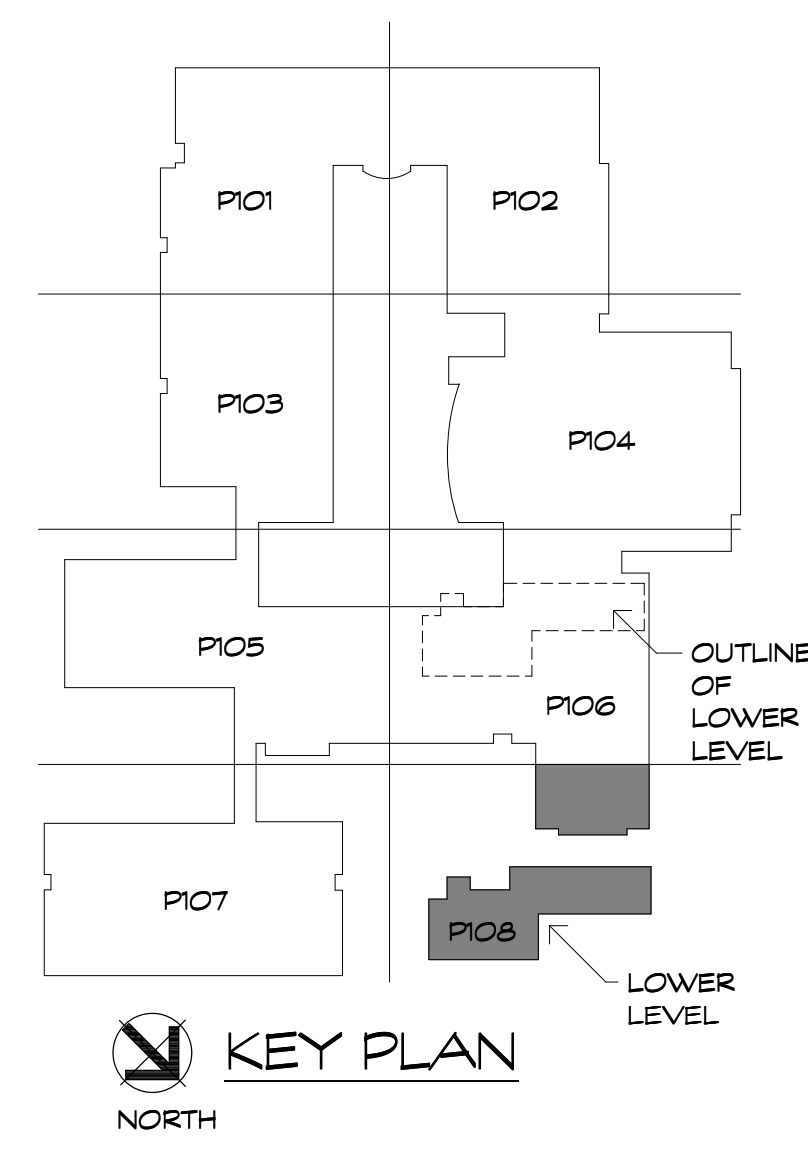 P101
P102
P103
P104
P105
OUTLINE
OF
LOWER
LEVEL
P106
P107
P108
LOWER
LEVEL
KEY PLAN
NORTH